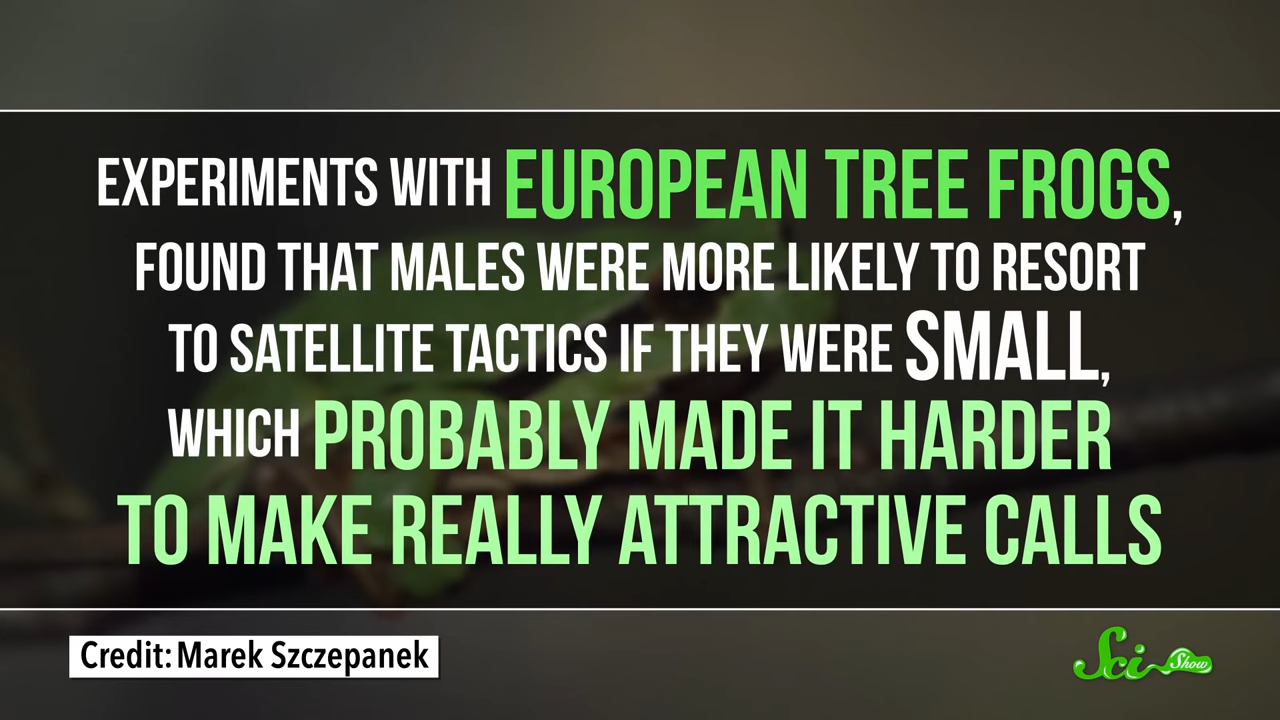 EXPERIMENTS WITH EUROPEAN TREE FROGS,
FOUND THAT MALES WERE MORE LIKELY TO RESORT
TO SATELLITE TACTICS IF THEY WERE SMALL,
WHICH PROBABLY MADE IT HARDER
TO MAKE REALLY ATTRACTIVE CALLS
Credit: Marek Szczepanek
Sci Show